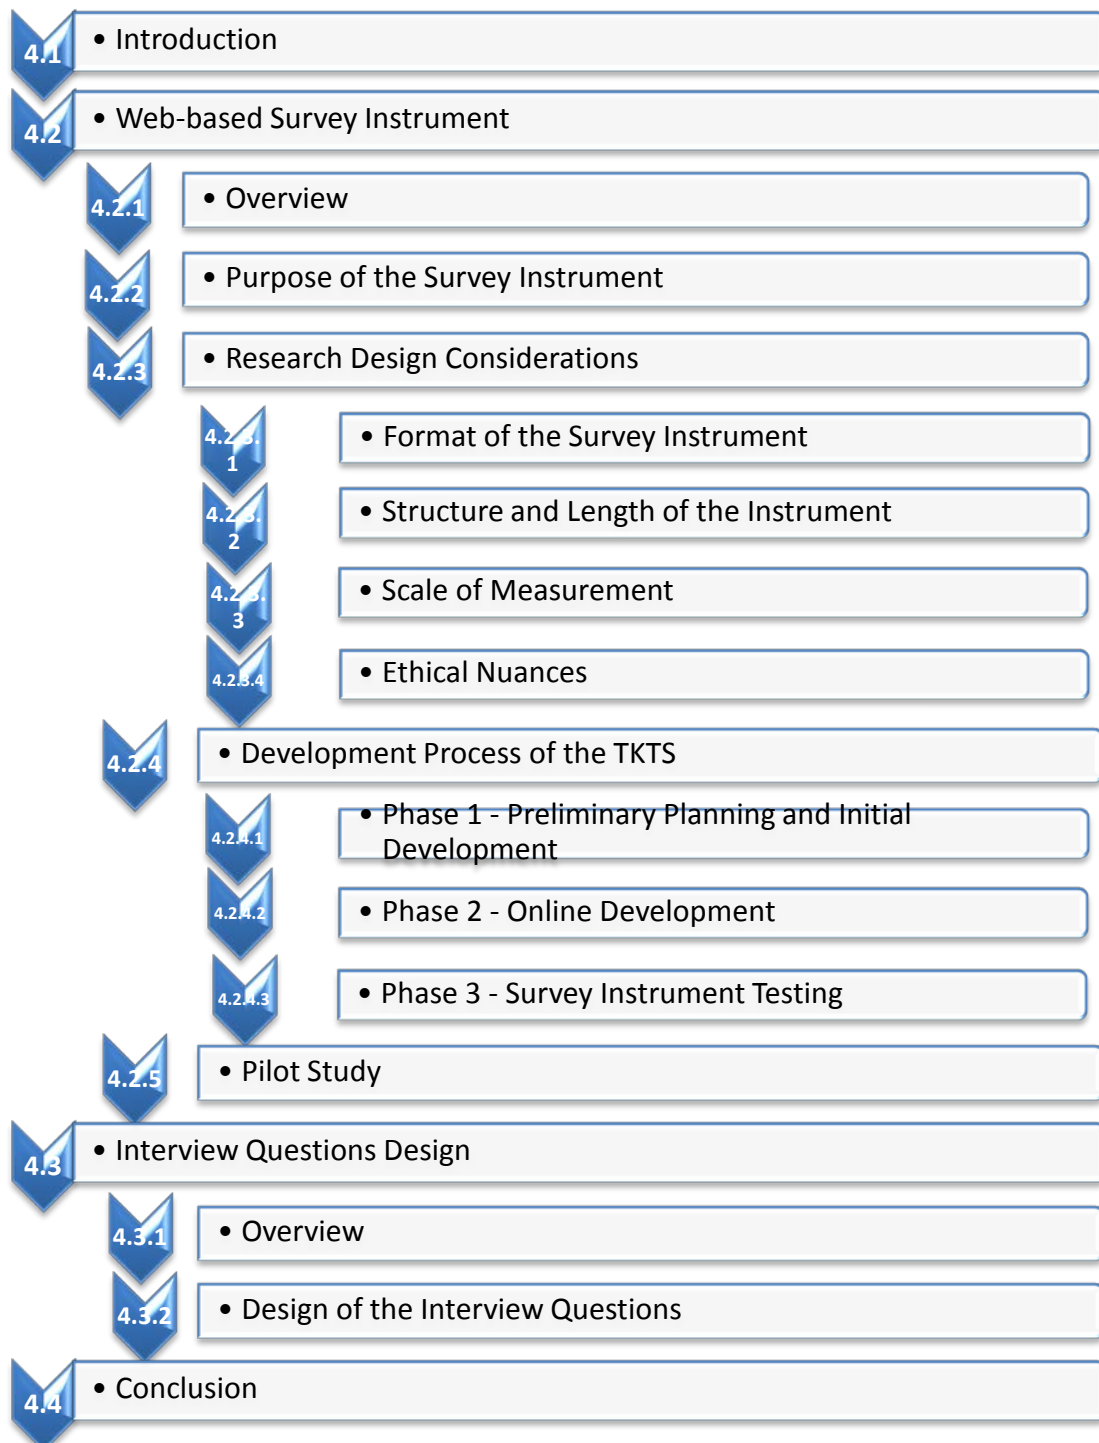 4.1 • Introduction
4.2 • Web-based Survey Instrument
4.2.1 • Overview
4.2.2 • Purpose of the Survey Instrument
4.2.3 • Research Design Considerations
4.2.3.
1
• Format of the Survey Instrument
4.2.3.
2
• Structure and Length of the Instrument
4.2.3.
3
• Scale of Measurement
4.2.3.4 • Ethical Nuances
4.2.4 • Development Process of the TKTS
4.2.4.1 • Phase 1 - Preliminary Planning and Initial
Development
4.2.4.2 • Phase 2 - Online Development
4.2.4.3 • Phase 3 - Survey Instrument Testing
4.2.5 • Pilot Study
4.3 • Interview Questions Design
4.3.1 • Overview
4.3.2 • Design of the Interview Questions
4.4 • Conclusion